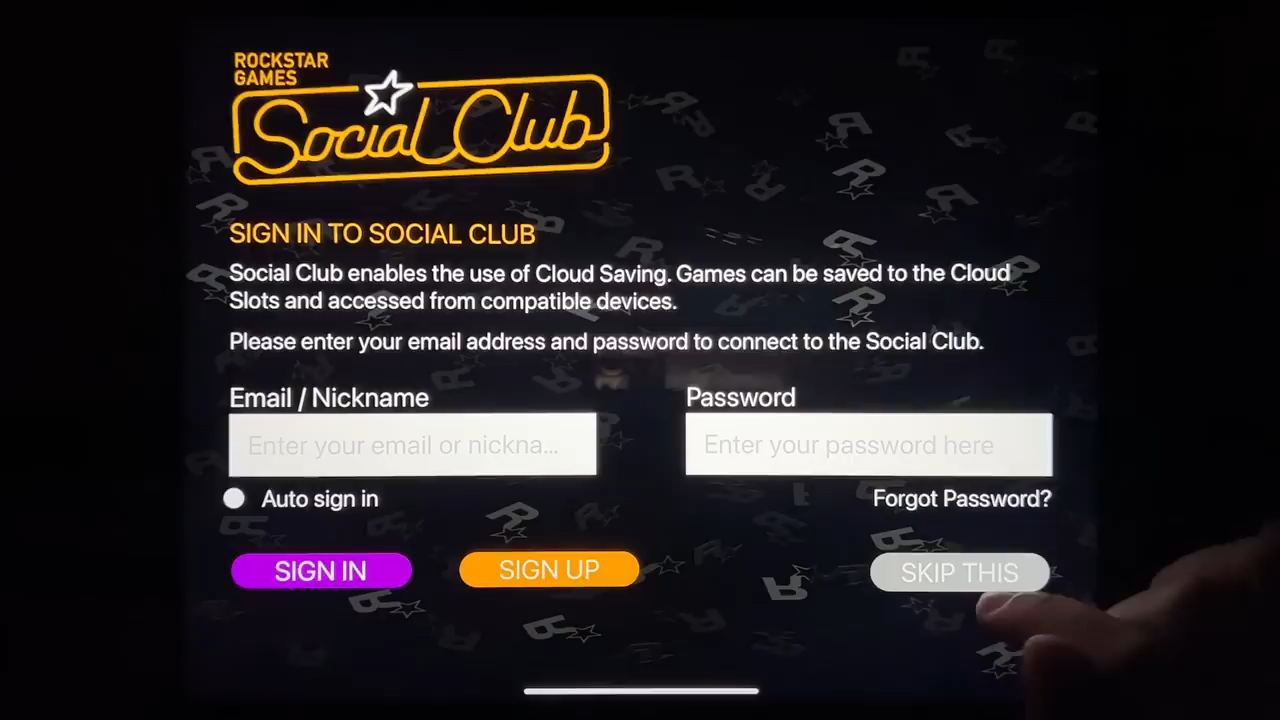 ROCKSTAR
GAMES
Social Club
SIGN IN TO SOCIAL CLUB
Social Club enables the use of Cloud Saving. Games can be saved to the Cloud
Slots and accessed from compatible devices.
Please enter your email address and password to connect to the Social Club.
Email / Nickname
Password
Enter your email or nickna...
Enter your password here
Auto sign in
Forgot Password?
SIGN IN
SIGN UP
SKIP THIS